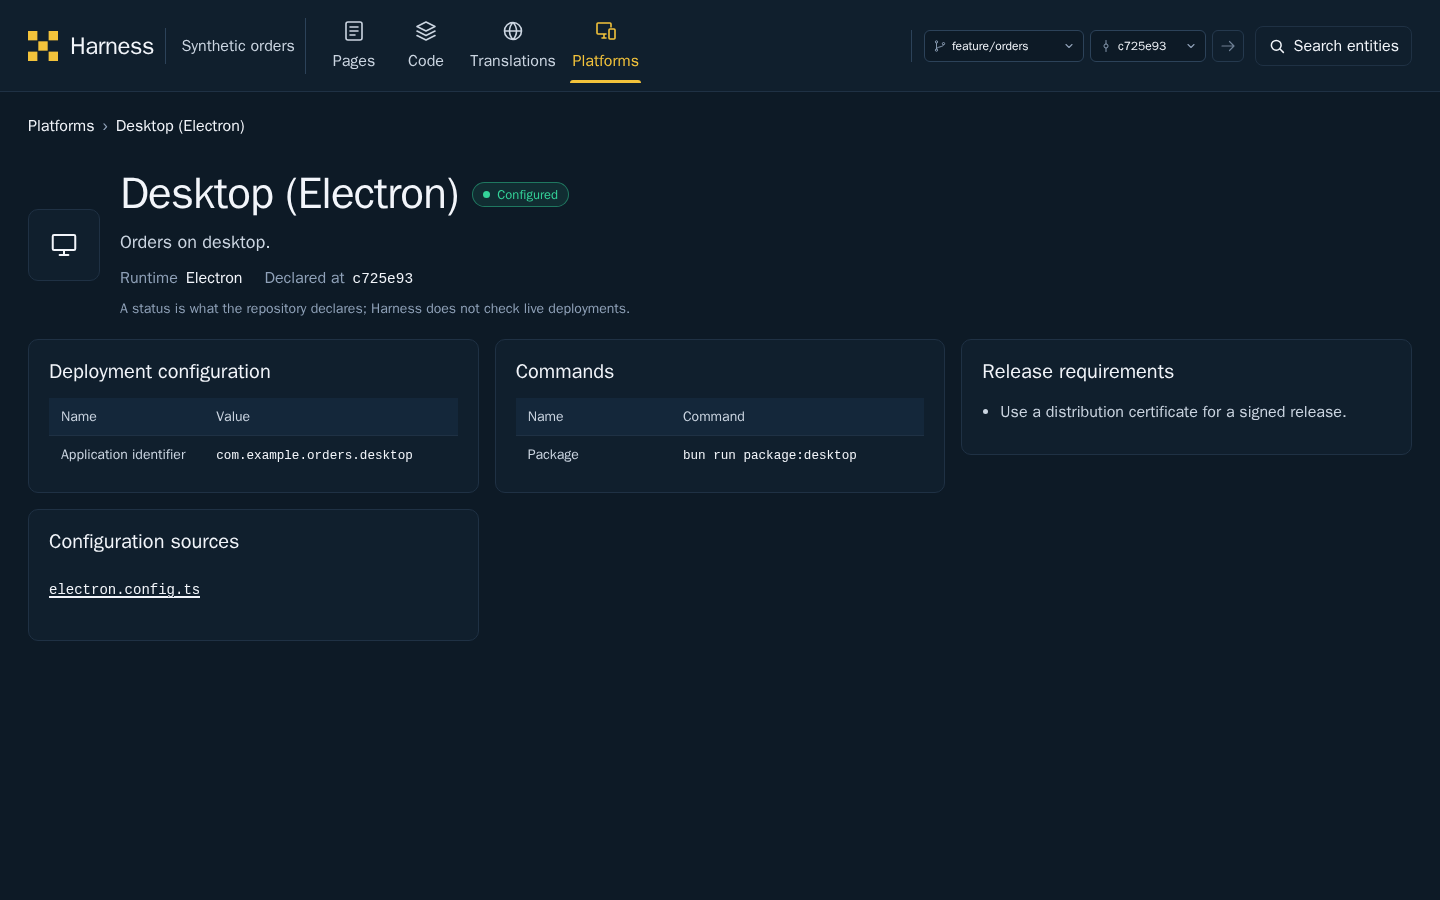 Harness
Synthetic orders
Pages
Code
Translations
Platforms
feature/orders
c725e93
Search entities
Platforms › Desktop (Electron)
Desktop (Electron)
Configured
Orders on desktop.
Runtime Electron Declared at c725e93
A status is what the repository declares; Harness does not check live deployments.
Deployment configuration
Name Value
Application identifier com.example.orders.desktop
Commands
Name Command
Package bun run package:desktop
Release requirements
• Use a distribution certificate for a signed release.
Configuration sources
electron.config.ts